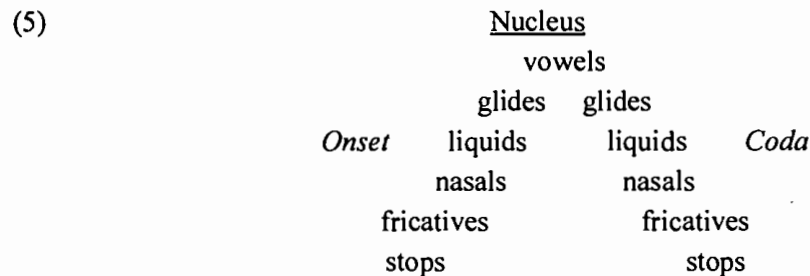 (5) Nucleus
vowels
glides glides
Onset liquids liquids Coda
nasals nasals
fricatives fricatives
stops stops